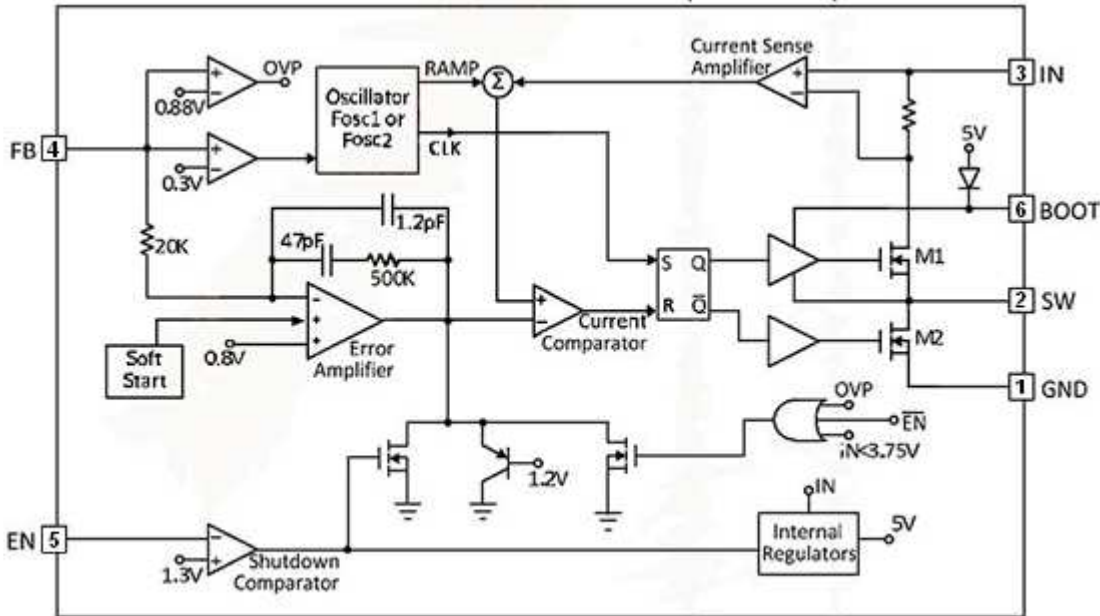 OVP
RAMP
Σ
Current Sense
Amplifier
+
−
3 IN
+
−
0.88V
Oscillator
Fosc1 or
Fosc2
CLK
5V
FB 4
+
−
0.3V
6 BOOT
1.2pF
20K
47pF
500K
S Q
R Q̅
M1
2 SW
−
+
+
+
−
Current
Comparator
Soft
Start
0.8V
Error
Amplifier
M2
1 GND
OVP
E̅N̅
iN<3.75V
1.2V
IN
5V
Internal
Regulators
EN 5
−
+
1.3V
Shutdown
Comparator